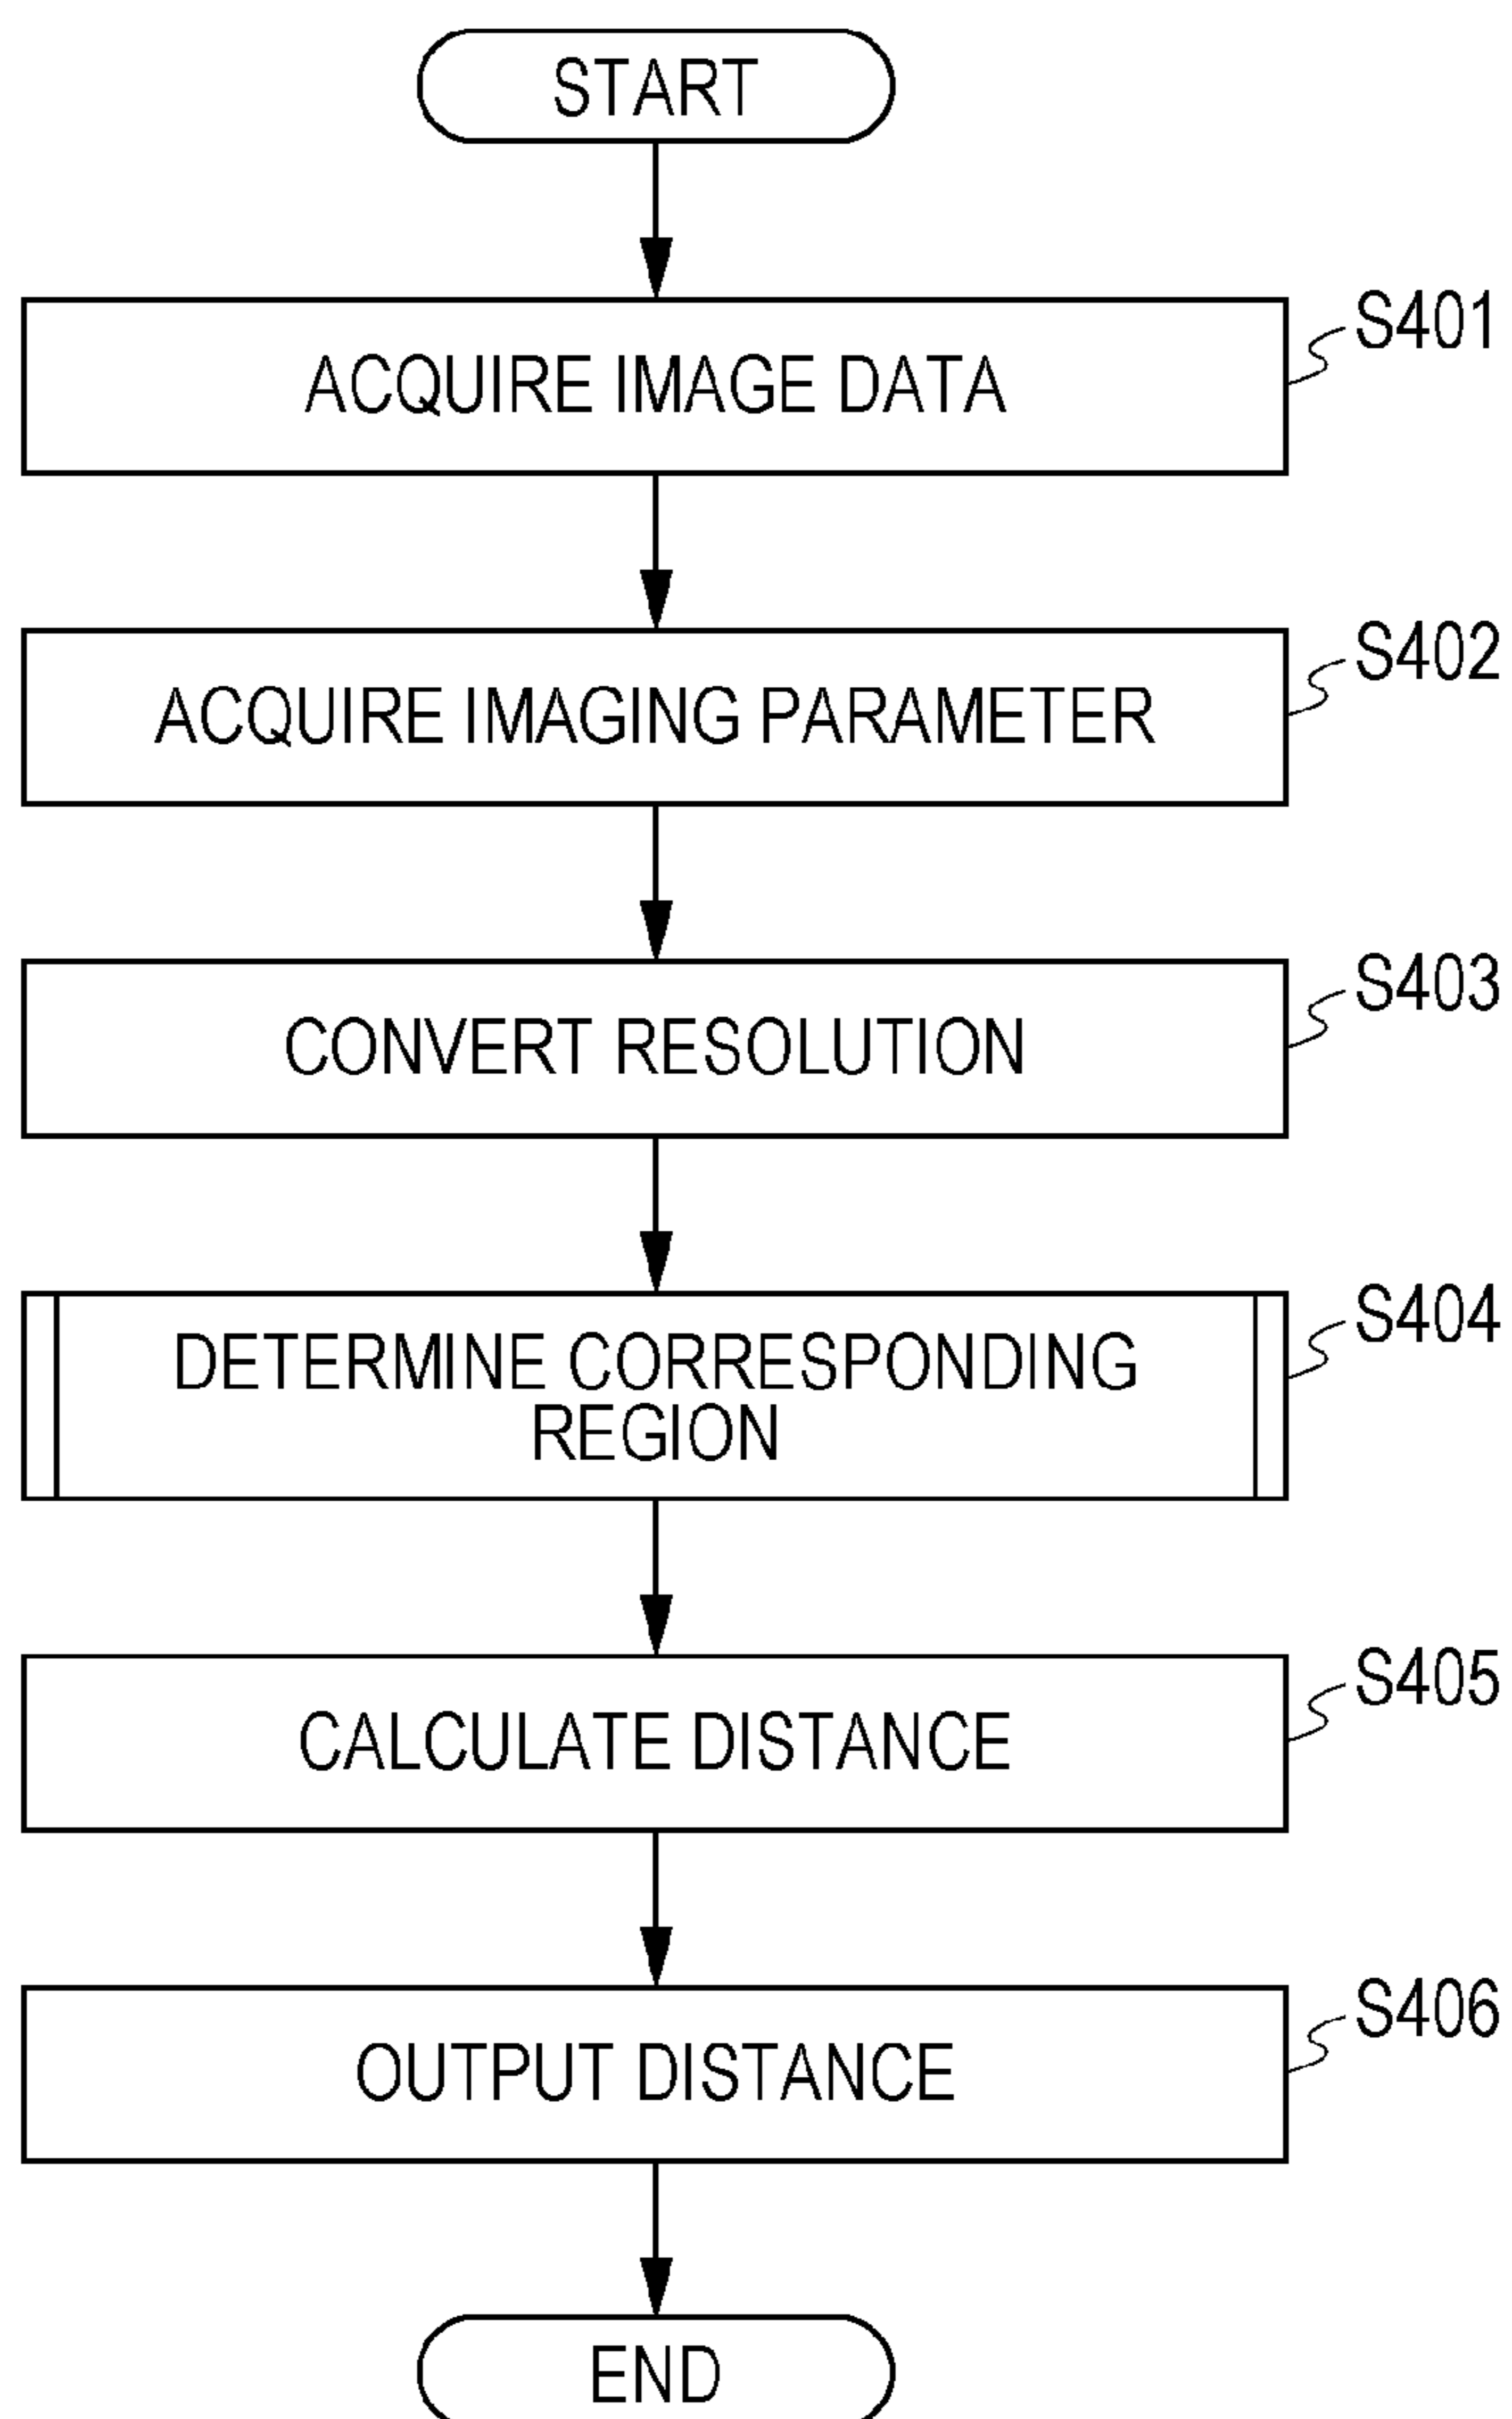 START
ACQUIRE IMAGE DATA
S401
ACQUIRE IMAGING PARAMETER
S402
CONVERT RESOLUTION
S403
DETERMINE CORRESPONDING
REGION
S404
CALCULATE DISTANCE
S405
OUTPUT DISTANCE
S406
END